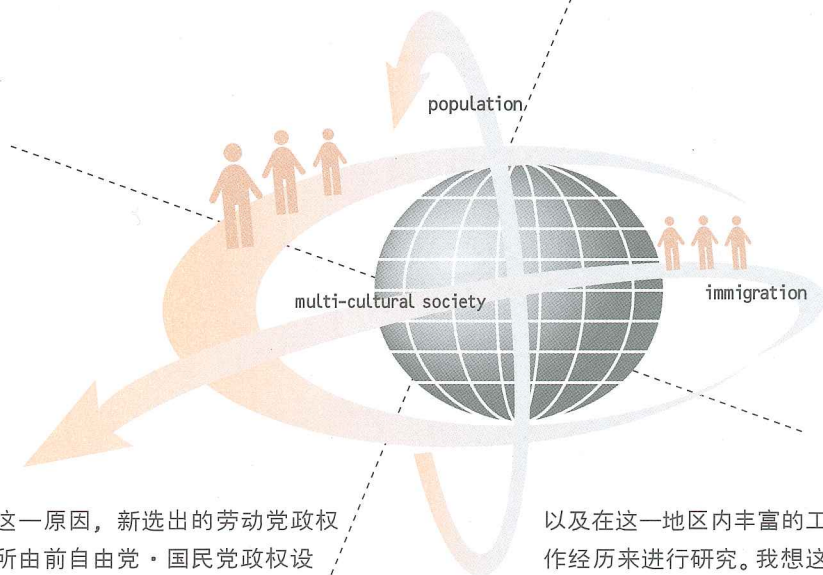 population
multi-cultural society
immigration
这一原因，新选出的劳动党政权
所由前自由党・国民党政权设
以及在这一地区内丰富的工
作经历来进行研究。我想这